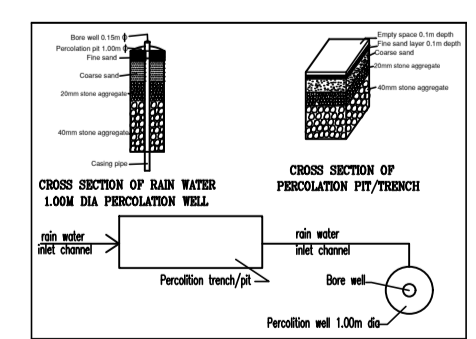 Bore well 0.15m ϕ
Percolation pit 1.00m ϕ
Fine sand
Coarse sand
20mm stone aggregate
40mm stone aggregate
Casing pipe
CROSS SECTION OF RAIN WATER
1.00M DIA PERCOLATION WELL
Empty space 0.1m depth
Fine sand layer 0.1m depth
Coarse sand
20mm stone aggregate
40mm stone aggregate
CROSS SECTION OF
PERCOLATION PIT/TRENCH
rain water
inlet channel
Percolition trench/pit
rain water
inlet channel
Bore well
Percolition well 1.00m dia